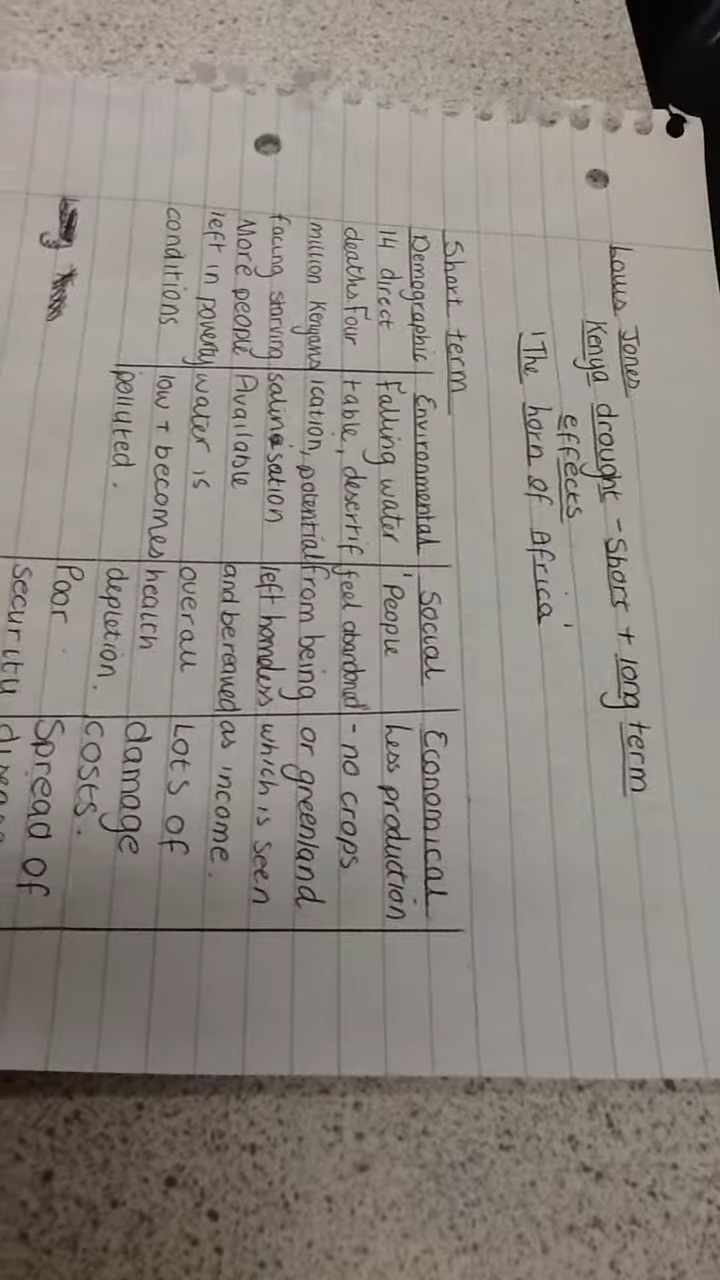 Louis Jones
Kenya drought - Short + long term
effects
'The horn of Africa'
Short term
Demographic
14 direct
deaths. Four
million Kenyans
facing starving
More people
left in poverty
conditions
Environmental
falling water
table, desertif
ication, potential
salinisation
Available
water is
low + becomes
polluted.
Social
'People
feel abandoned'
from being
left homeless
and bereaved
overall
health
depletion.
Poor
security
Economical
Less production
- no crops
or greenland
which is seen
as income.
Lots of
damage
costs.
Spread of